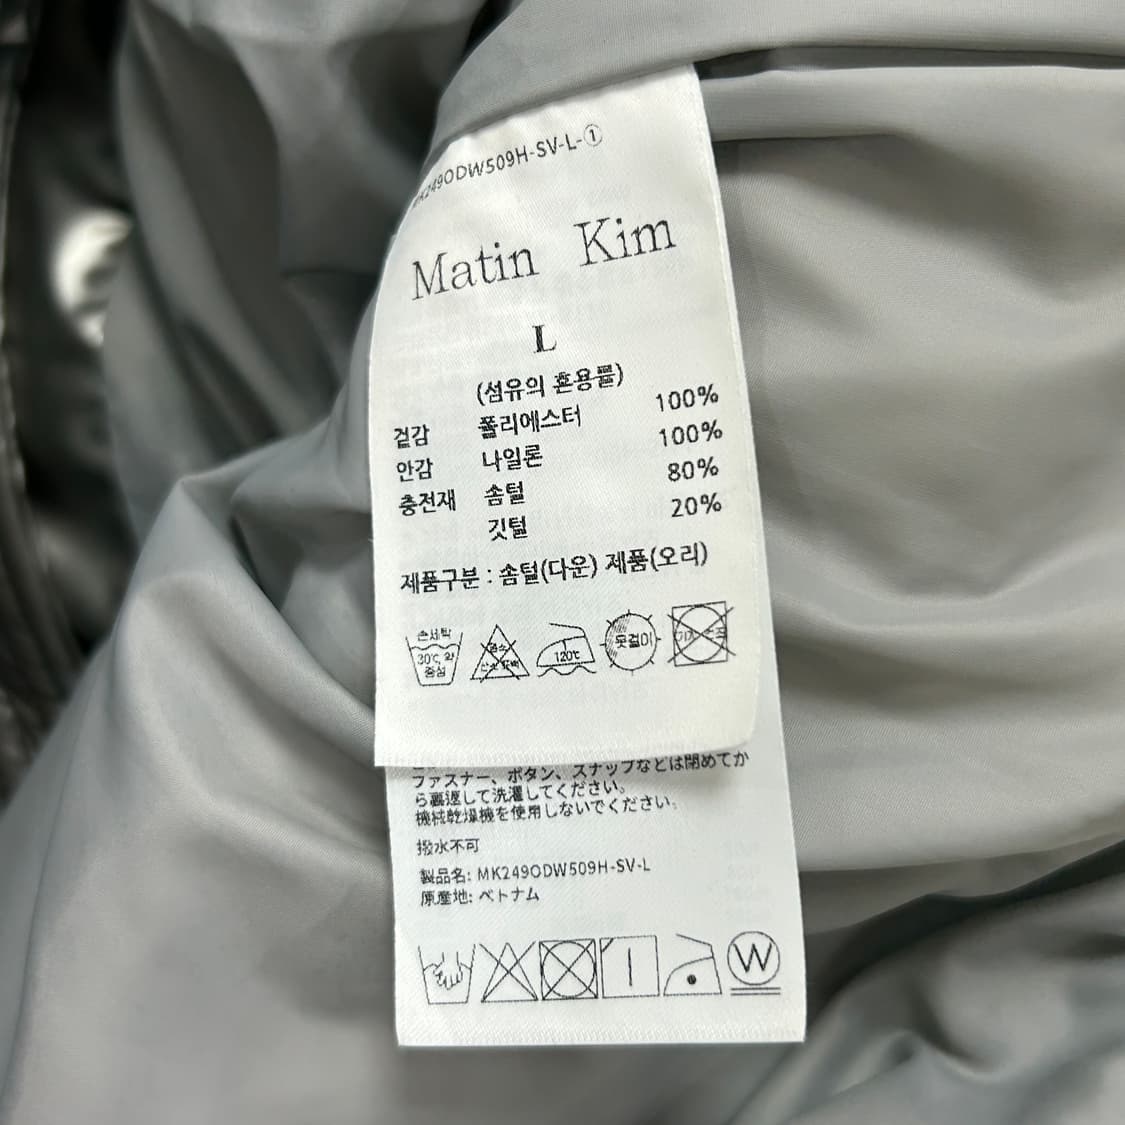 MK249ODW509H-SV-L-①
Matin Kim
L
(섬유의 혼용률)
겉감 폴리에스터 100%
안감 나일론 100%
충전재 솜털 80%
깃털 20%
제품구분 : 솜털(다운) 제품(오리)
손세탁
30℃, 약
중성
120℃
옷걸이
ファスナー、ボタン、スナップなどは閉めてか
ら裏返して洗濯してください。
機械乾燥機を使用しないでください。
撥水不可
製品名: MK249ODW509H-SV-L
原産地: ベトナム
W